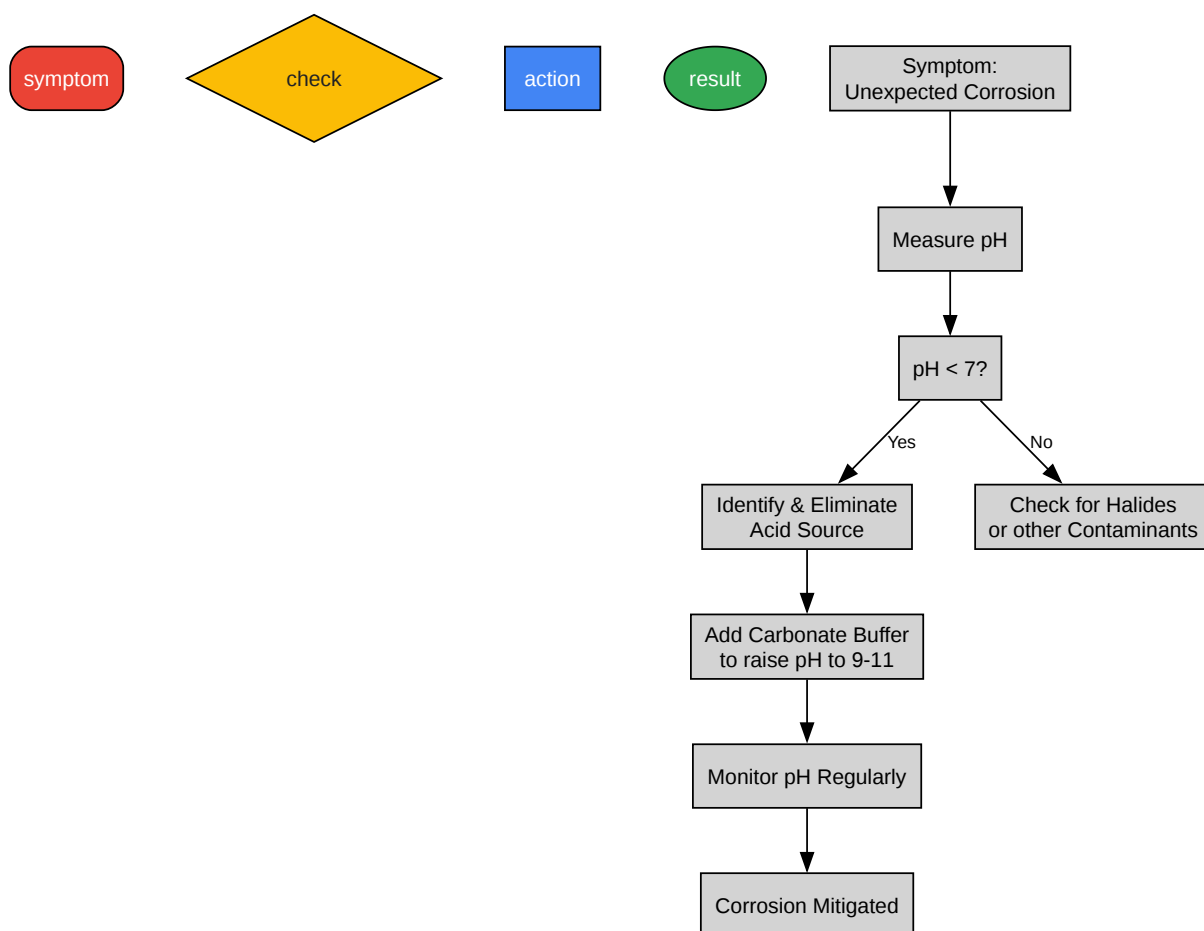 symptom
check
action
result
Symptom:
Unexpected Corrosion
Measure pH
pH < 7?
Yes
No
Identify & Eliminate
Acid Source
Check for Halides
or other Contaminants
Add Carbonate Buffer
to raise pH to 9-11
Monitor pH Regularly
Corrosion Mitigated